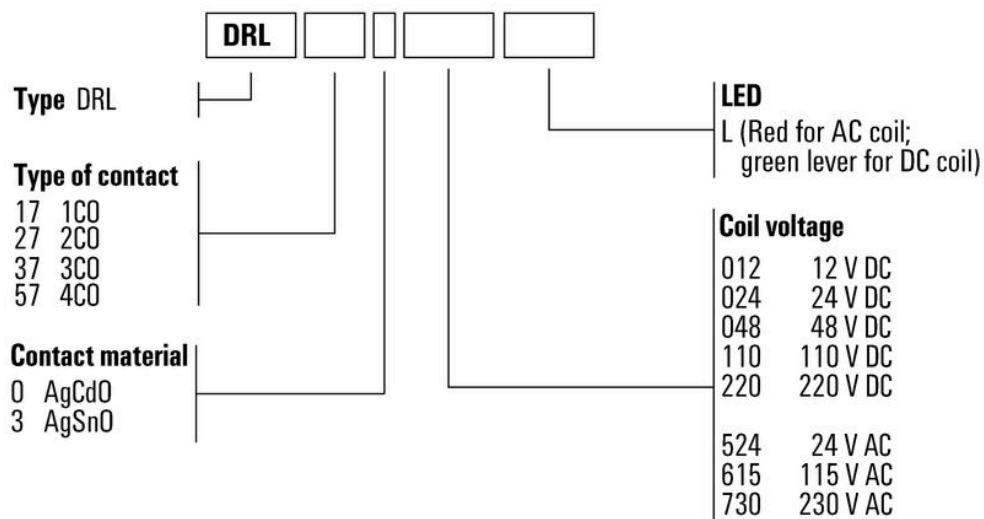 DRL
Type DRL
Type of contact
17 1CO
27 2CO
37 3CO
57 4CO
Contact material
0 AgCdO
3 AgSnO
LED
L (Red for AC coil;
green lever for DC coil)
Coil voltage
012 12 V DC
024 24 V DC
048 48 V DC
110 110 V DC
220 220 V DC
524 24 V AC
615 115 V AC
730 230 V AC